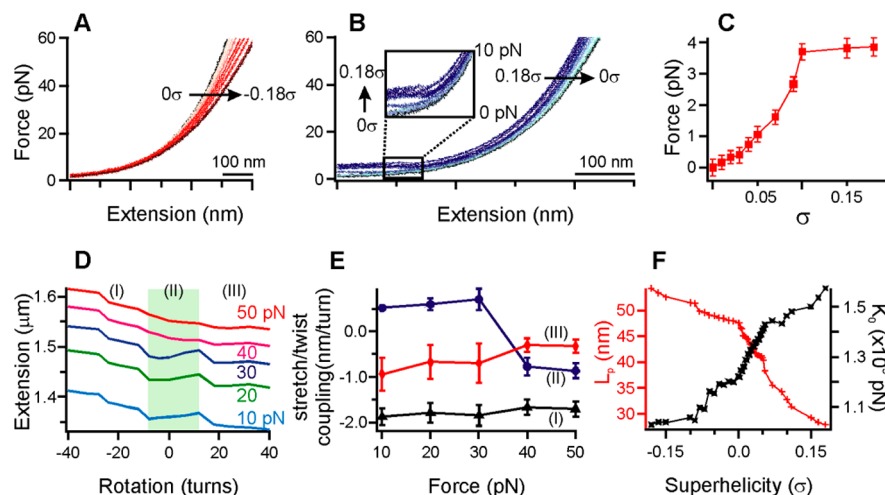 A
Force (pN)
60
40
20
0
0σ
-0.18σ
100 nm
Extension (nm)
B
60
40
20
0
10 pN
0.18σ
0σ
0 pN
0.18σ
0σ
100 nm
Extension (nm)
C
Force (pN)
4
3
2
1
0
0.05
0.15
σ
D
Extension (μm)
1.6
1.5
1.4
(I)
(II)
(III)
50 pN
40
30
20
10 pN
-40
-20
0
20
40
Rotation (turns)
E
stretch/twist
coupling(nm/turn)
0.0
-1.0
-2.0
(III)
(II)
(I)
10
20
30
40
50
Force (pN)
F
Lp (nm)
50
45
40
35
30
1.5
1.3
1.1
-0.15
0.0
0.15
Superhelicity (σ)